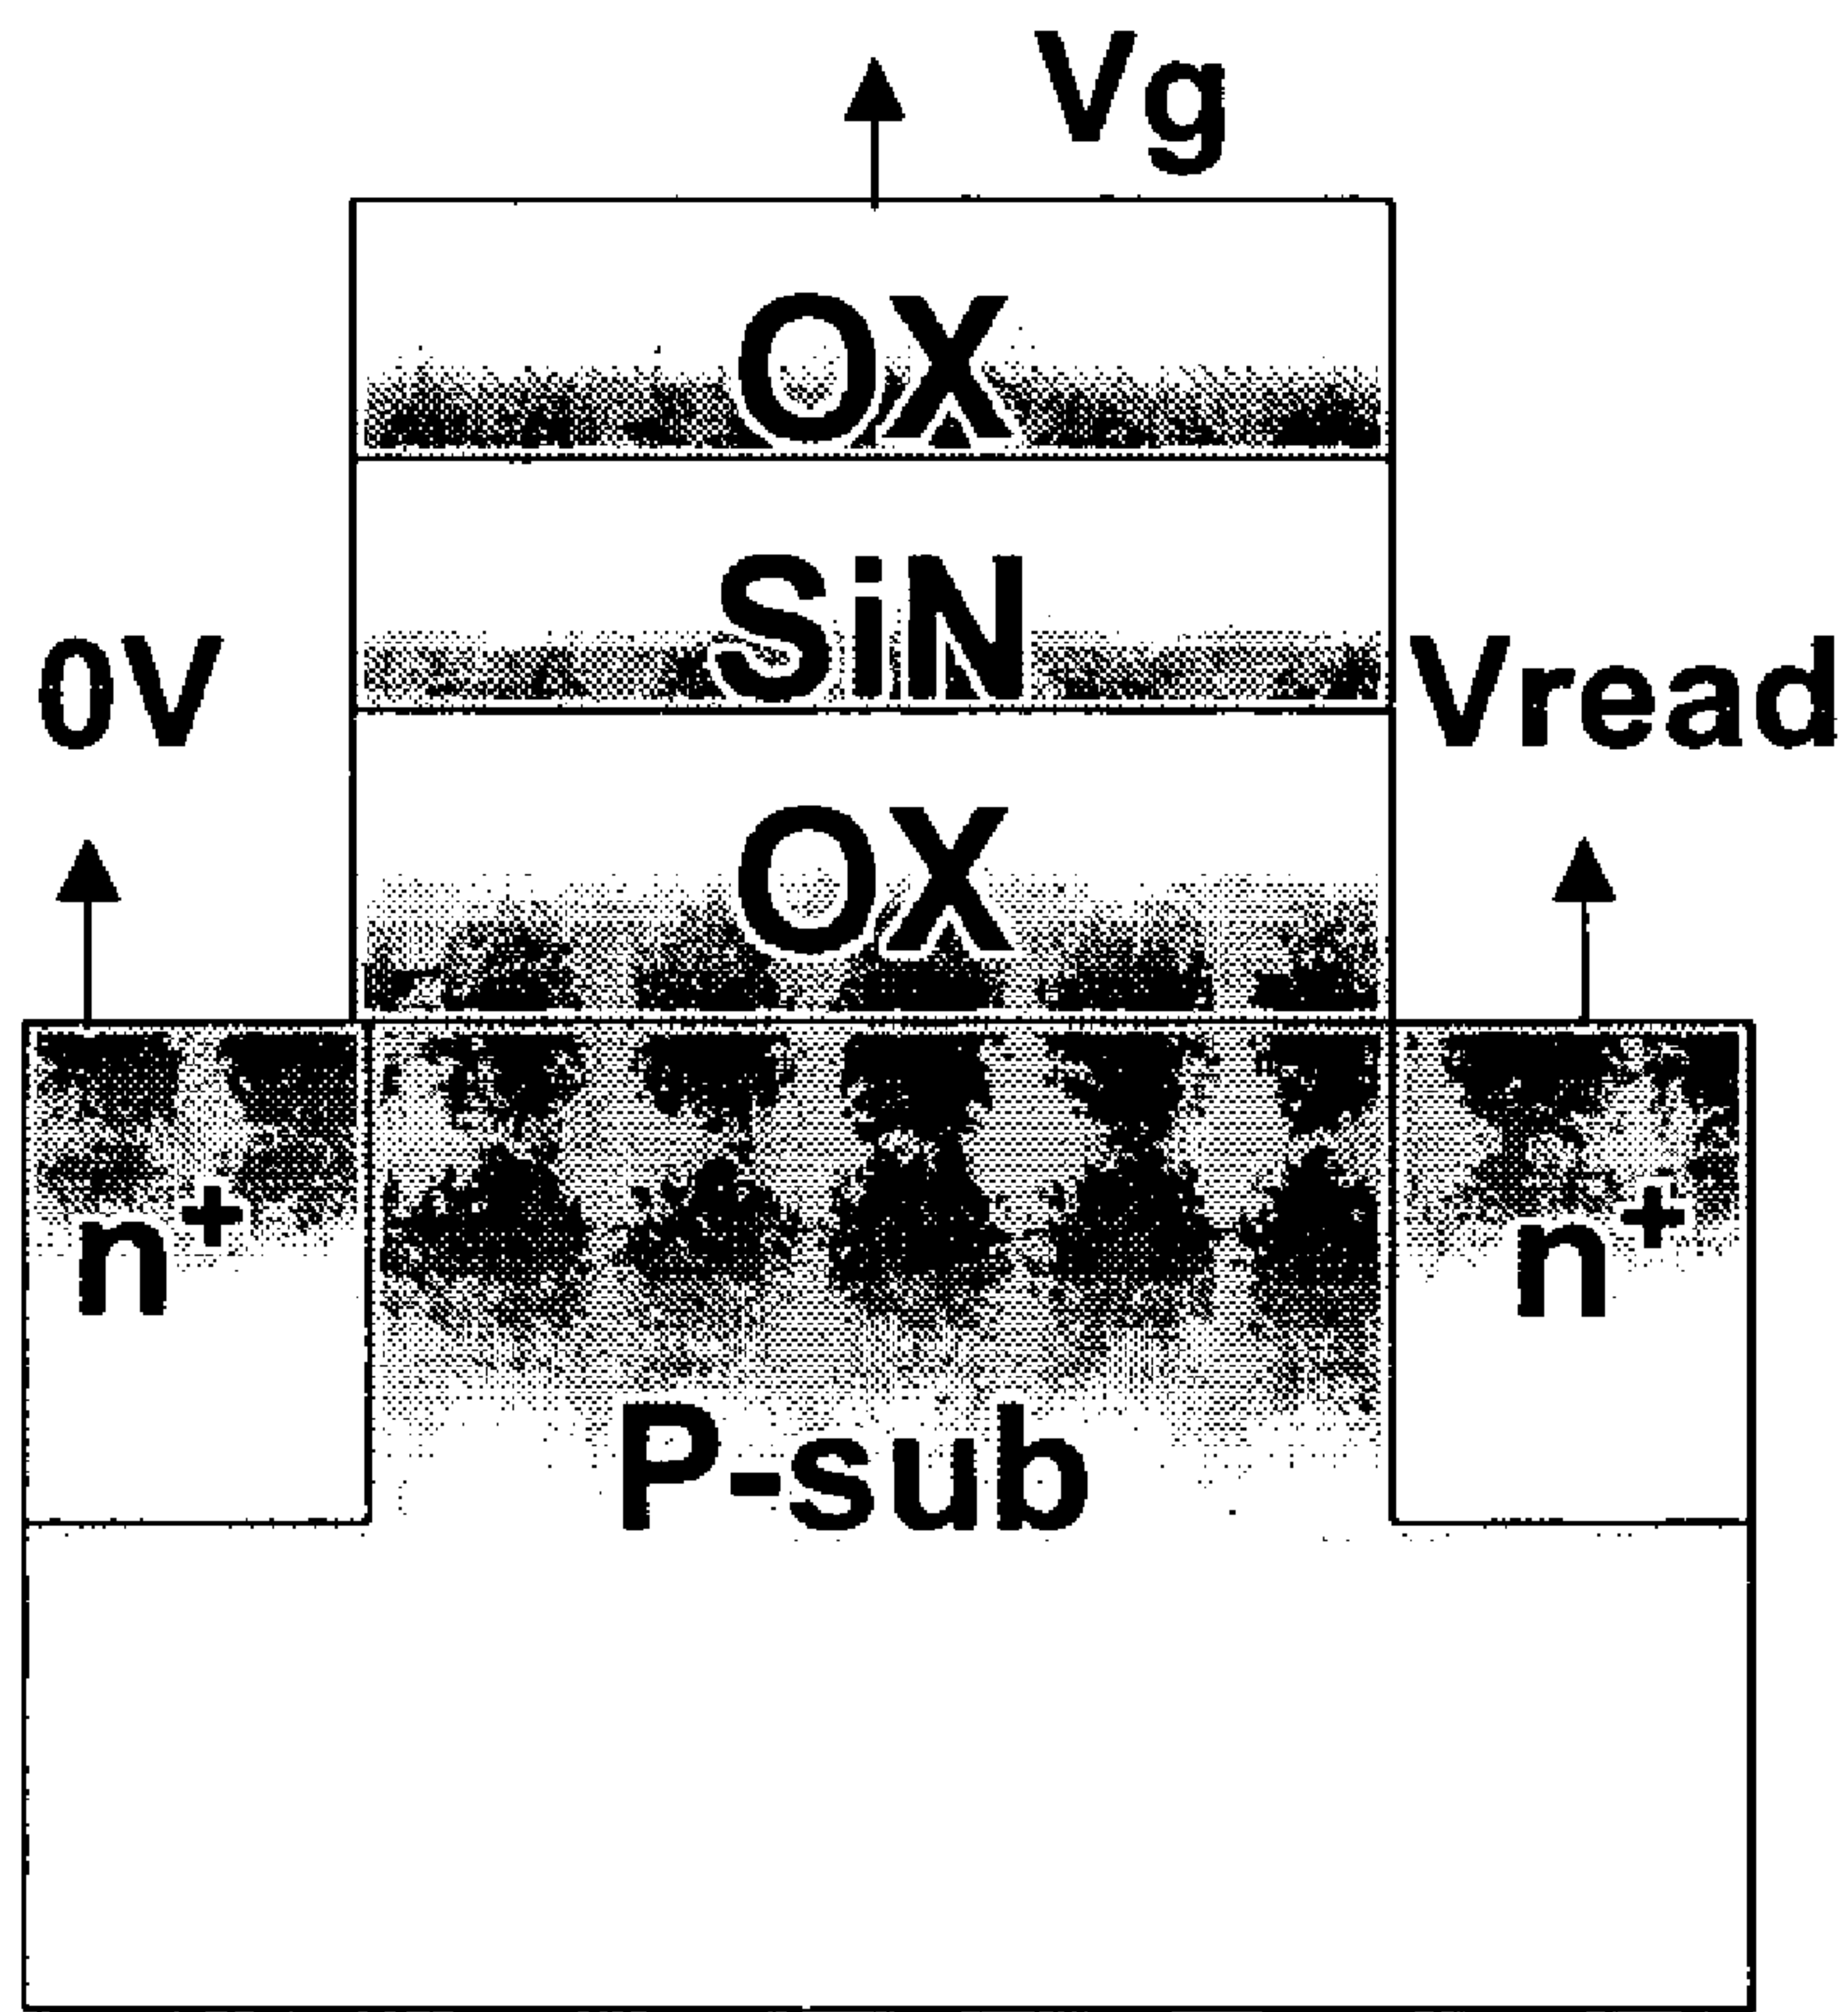 Vg
OX
SiN
0V
Vread
OX
n+
n+
P-sub